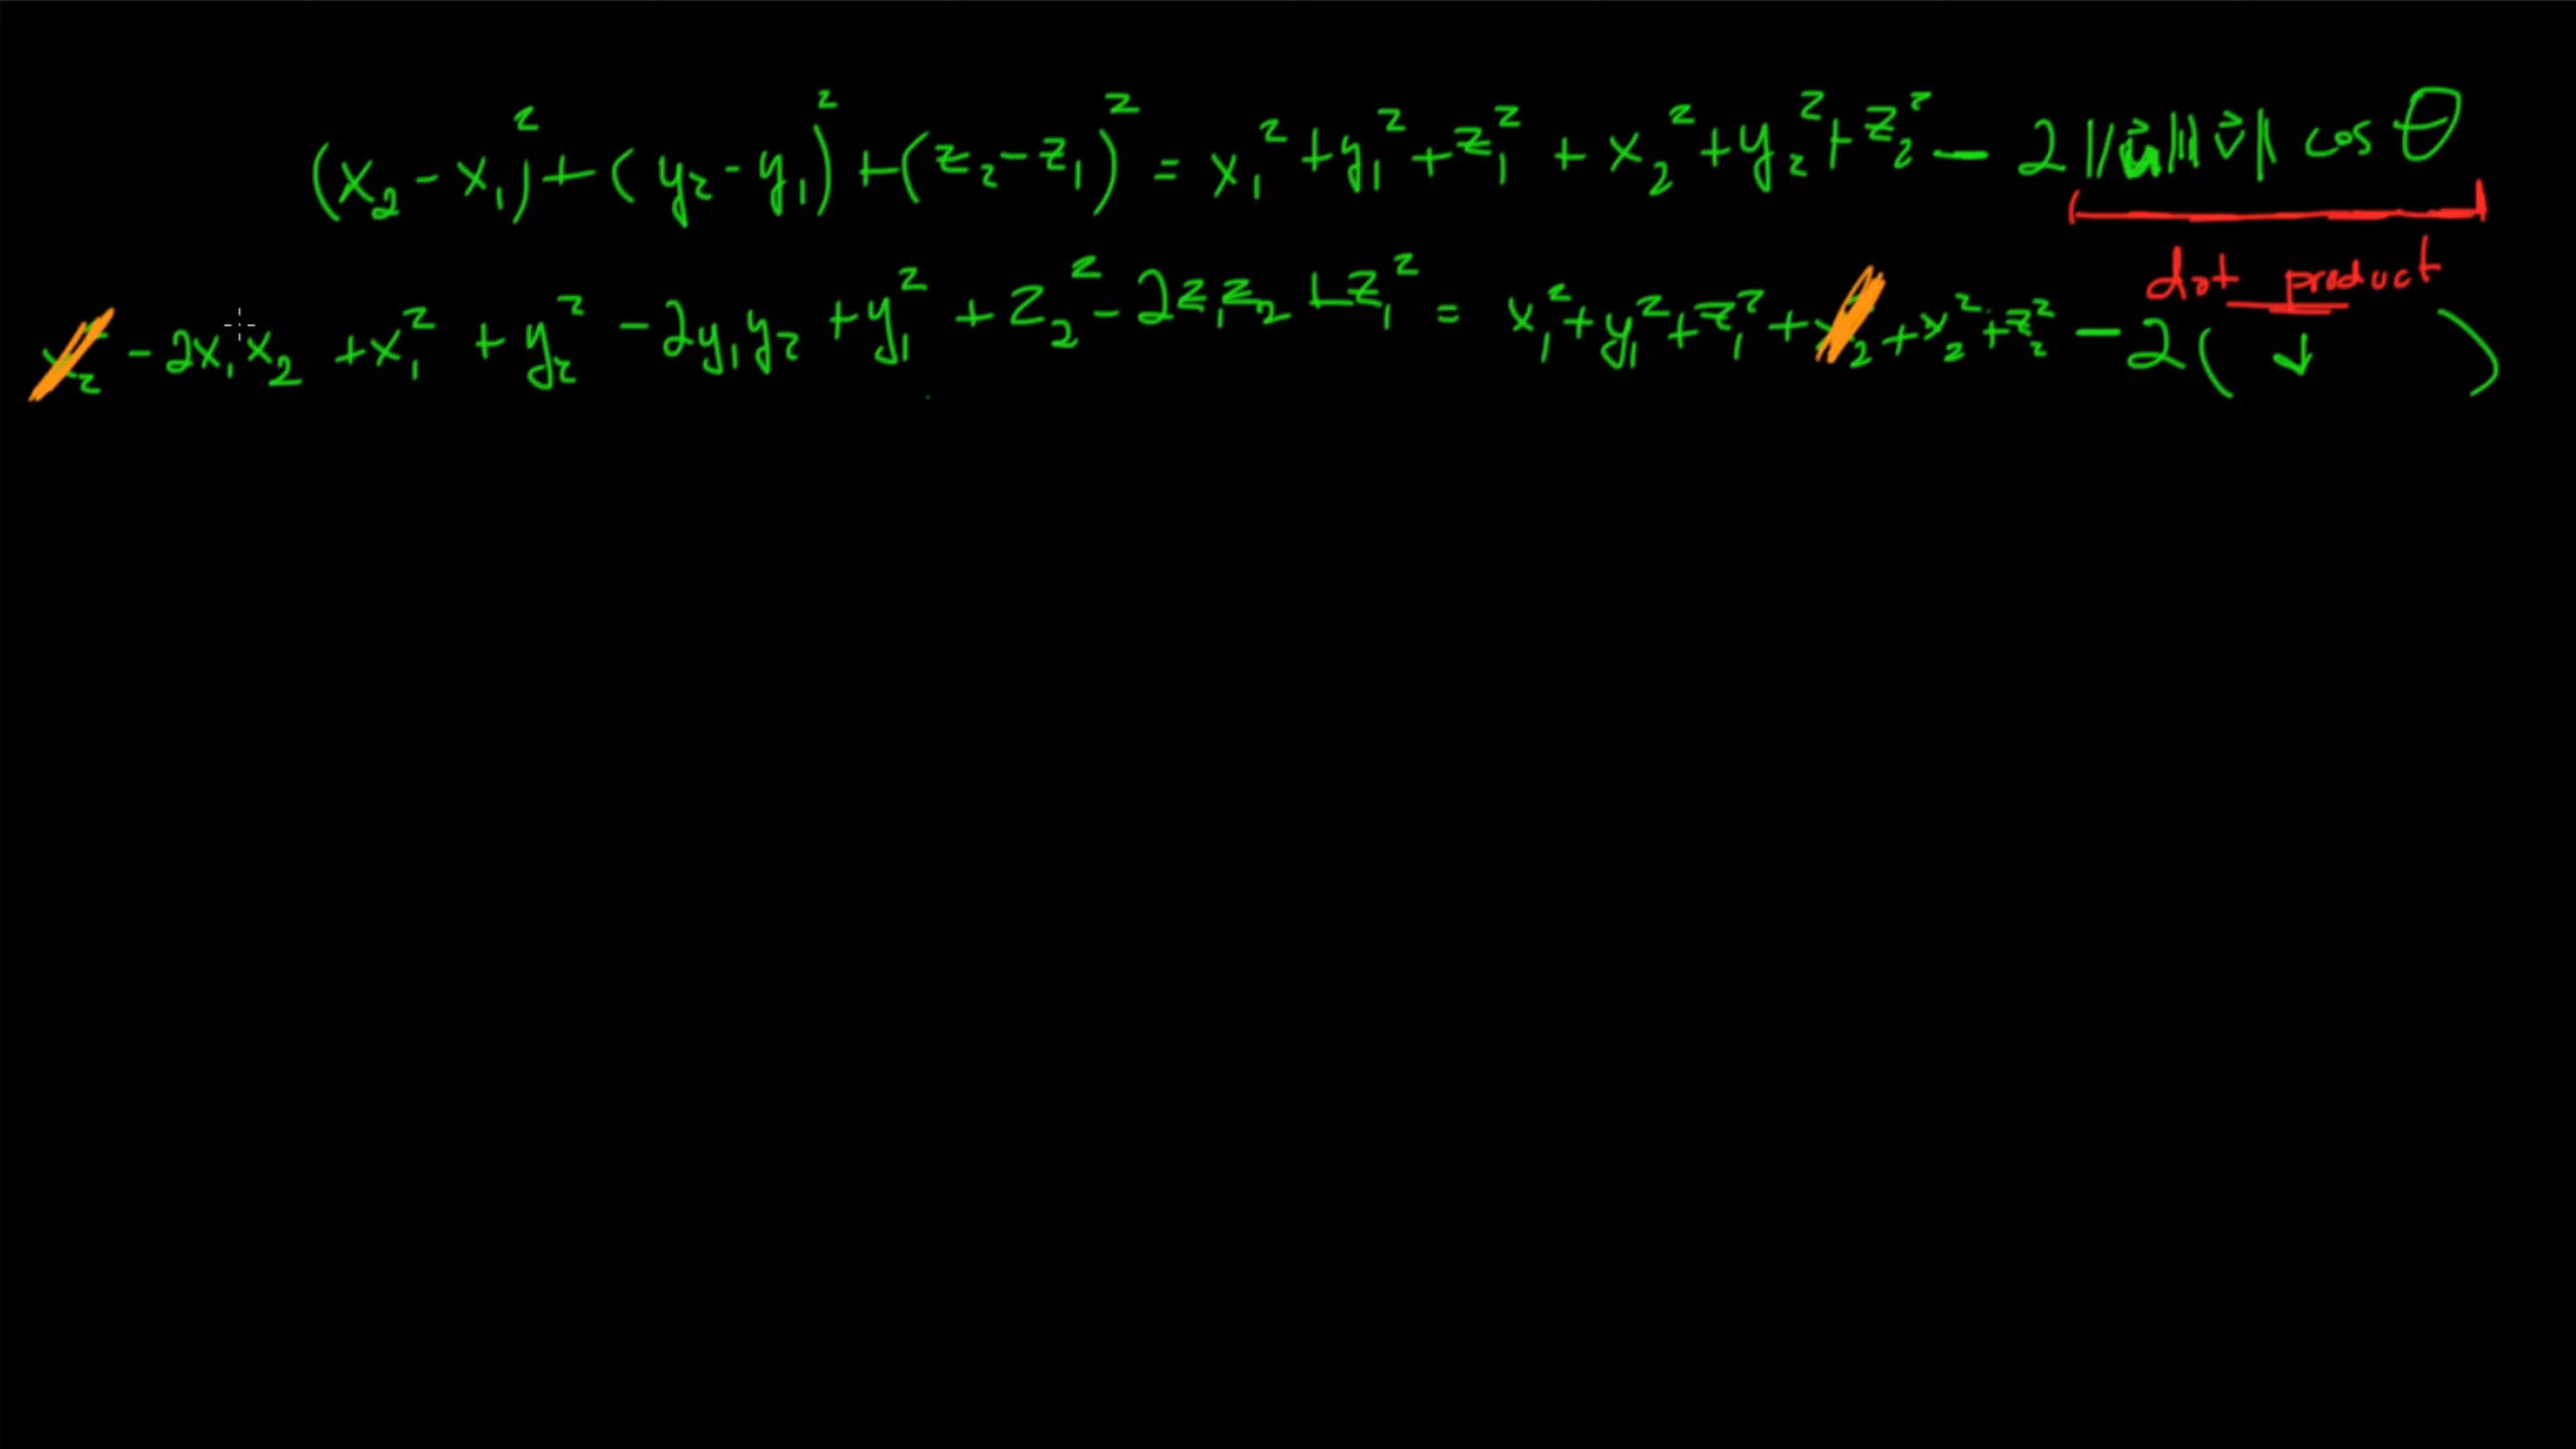 (x₂ - x₁)² + (y₂ - y₁)² + (z₂ - z₁)² = x₁² + y₁² + z₁² + x₂² + y₂² + z₂² - 2 ||u⃗|| ||v⃗|| cos θ
dot product
x₂² - 2x₁x₂ + x₁² + y₂² - 2y₁y₂ + y₁² + z₂² - 2z₁z₂ + z₁² = x₁² + y₁² + z₁² + x₂² + x₂² + z₂² - 2( ↓ )